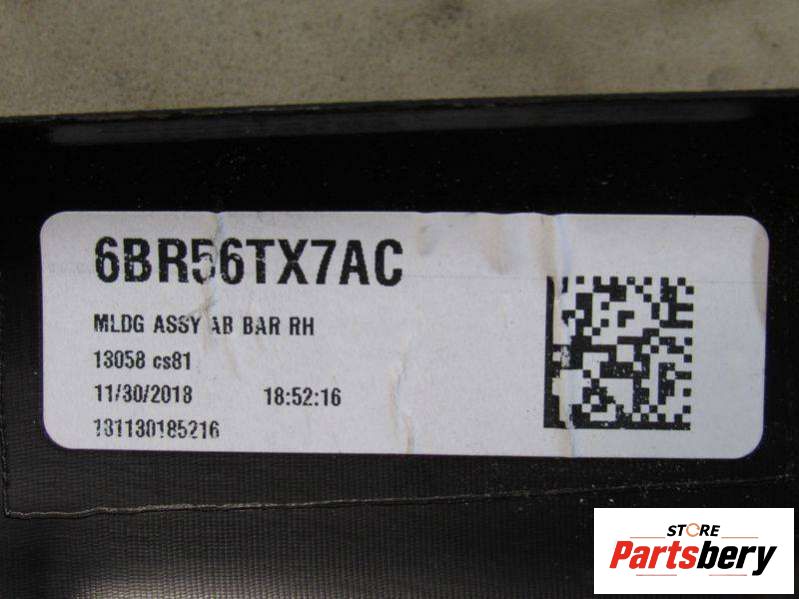 6BR56TX7AC
MLDG ASSY AB BAR RH
13058 cs81
11/30/2018 18:52:16
181130185216
STORE
Partsbery